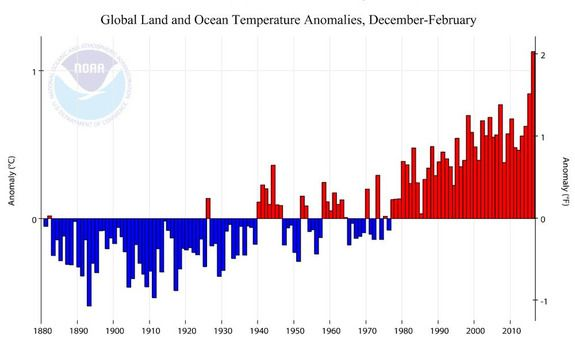 Global Land and Ocean Temperature Anomalies, December-February
NOAA
Anomaly (°C)
1
0
2
1
0
-1
Anomaly (°F)
1880 1890 1900 1910 1920 1930 1940 1950 1960 1970 1980 1990 2000 2010